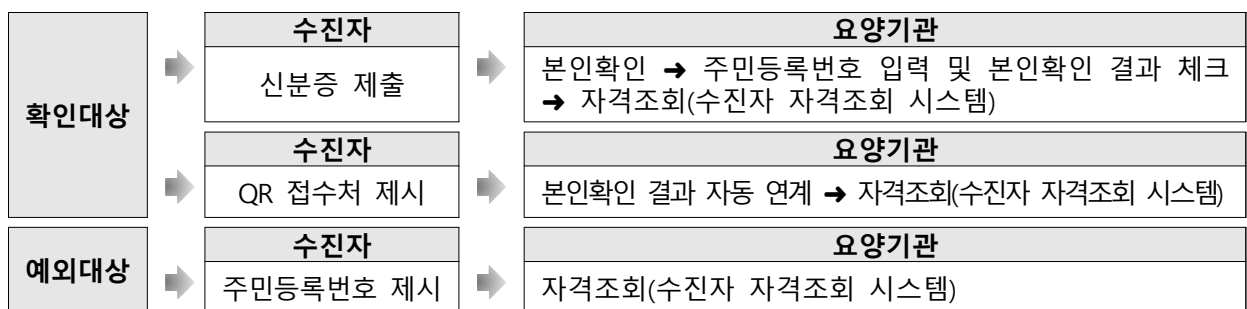 확인대상
수진자
신분증 제출
요양기관
본인확인 ➜ 주민등록번호 입력 및 본인확인 결과 체크
➜ 자격조회(수진자 자격조회 시스템)
수진자
QR 접수처 제시
요양기관
본인확인 결과 자동 연계 ➜ 자격조회(수진자 자격조회 시스템)
예외대상
수진자
주민등록번호 제시
요양기관
자격조회(수진자 자격조회 시스템)